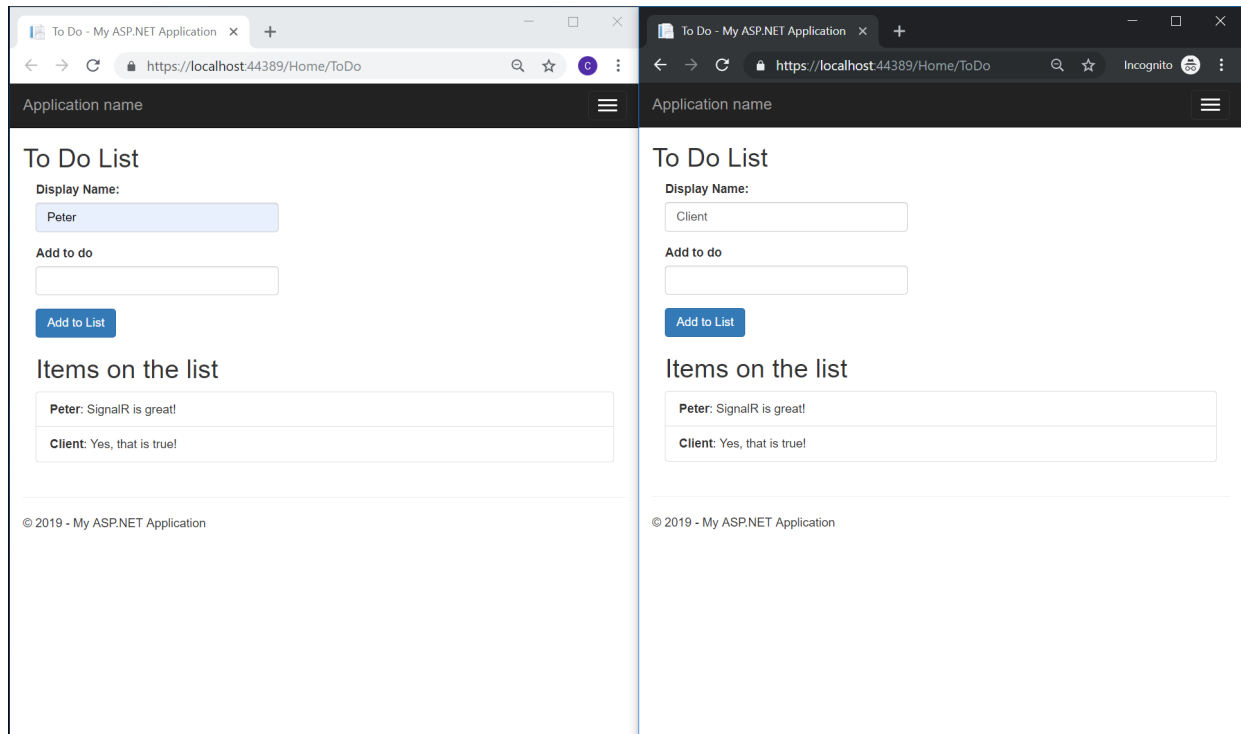 To Do - My ASP.NET Application
https://localhost:44389/Home/ToDo
C
Application name
To Do List
Display Name:
Peter
Add to do
Add to List
Items on the list
Peter: SignalR is great!
Client: Yes, that is true!
© 2019 - My ASP.NET Application
To Do - My ASP.NET Application
https://localhost:44389/Home/ToDo
Incognito
Application name
To Do List
Display Name:
Client
Add to do
Add to List
Items on the list
Peter: SignalR is great!
Client: Yes, that is true!
© 2019 - My ASP.NET Application